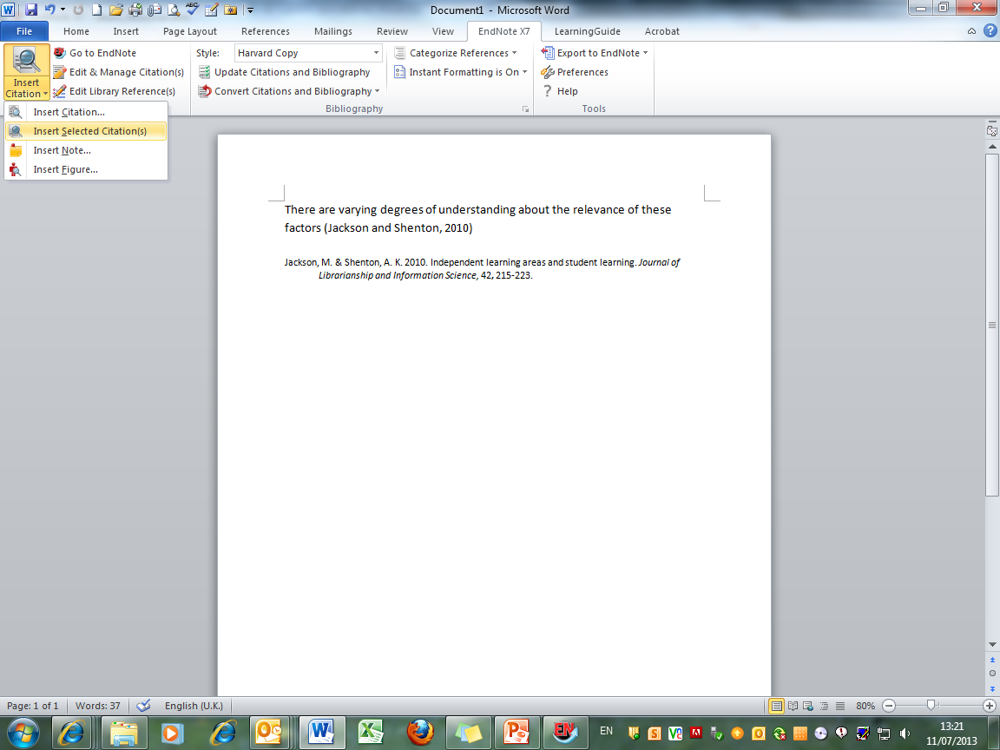 Document1 - Microsoft Word
File Home Insert Page Layout References Mailings Review View EndNote X7 LearningGuide Acrobat
Insert Citation
Go to EndNote
Edit & Manage Citation(s)
Edit Library Reference(s)
Style: Harvard Copy
Update Citations and Bibliography
Convert Citations and Bibliography
Bibliography
Categorize References
Instant Formatting is On
Export to EndNote
Preferences
Help
Tools
Insert Citation...
Insert Selected Citation(s)
Insert Note...
Insert Figure...
There are varying degrees of understanding about the relevance of these
factors (Jackson and Shenton, 2010)
Jackson, M. & Shenton, A. K. 2010. Independent learning areas and student learning. Journal of
Librarianship and Information Science, 42, 215-223.
Page: 1 of 1 Words: 37 English (U.K.) 80%
EN
13:21
11/07/2013